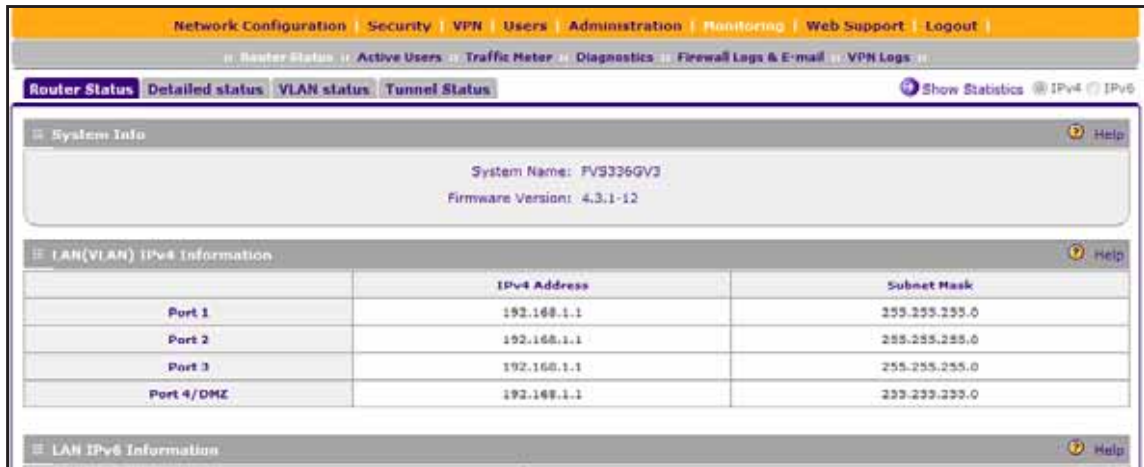 Network Configuration | Security | VPN | Users | Administration | Monitoring | Web Support | Logout |
:: Router Status :: Active Users :: Traffic Meter :: Diagnostics :: Firewall Logs & E-mail :: VPN Logs ::
Router Status Detailed status VLAN status Tunnel Status Show Statistics IPv4 IPv6
System Info Help
System Name: FVS336GV3
Firmware Version: 4.3.1-12
LAN(VLAN) IPv4 Information Help
IPv4 Address Subnet Mask
Port 1 192.168.1.1 255.255.255.0
Port 2 192.168.1.1 255.255.255.0
Port 3 192.168.1.1 255.255.255.0
Port 4/DMZ 192.168.1.1 255.255.255.0
LAN IPv6 Information Help